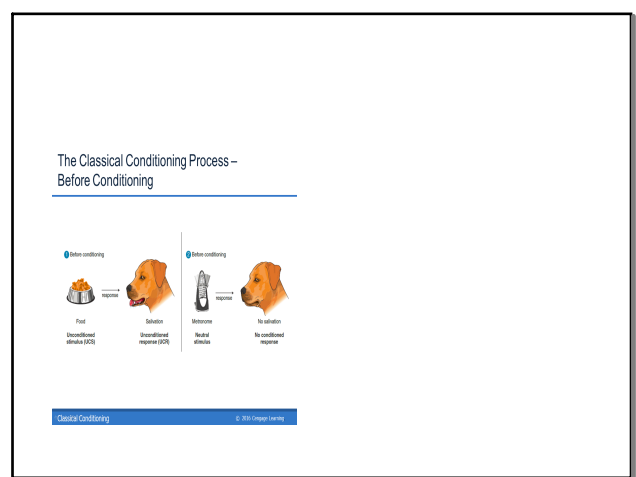 The Classical Conditioning Process –
Before Conditioning
1 Before conditioning
response
Food
Salivation
Unconditioned
stimulus (UCS)
Unconditioned
response (UCR)
2 Before conditioning
response
Metronome
No salivation
Neutral
stimulus
No conditioned
response
Classical Conditioning
© 2016 Cengage Learning